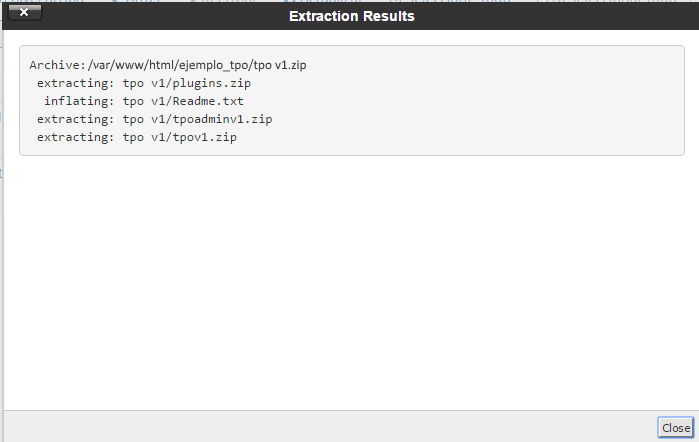 Extraction Results
Archive: /var/www/html/ejemplo_tpo/tpo v1.zip
extracting: tpo v1/plugins.zip
inflating: tpo v1/Readme.txt
extracting: tpo v1/tpoadminv1.zip
extracting: tpo v1/tpov1.zip
Close